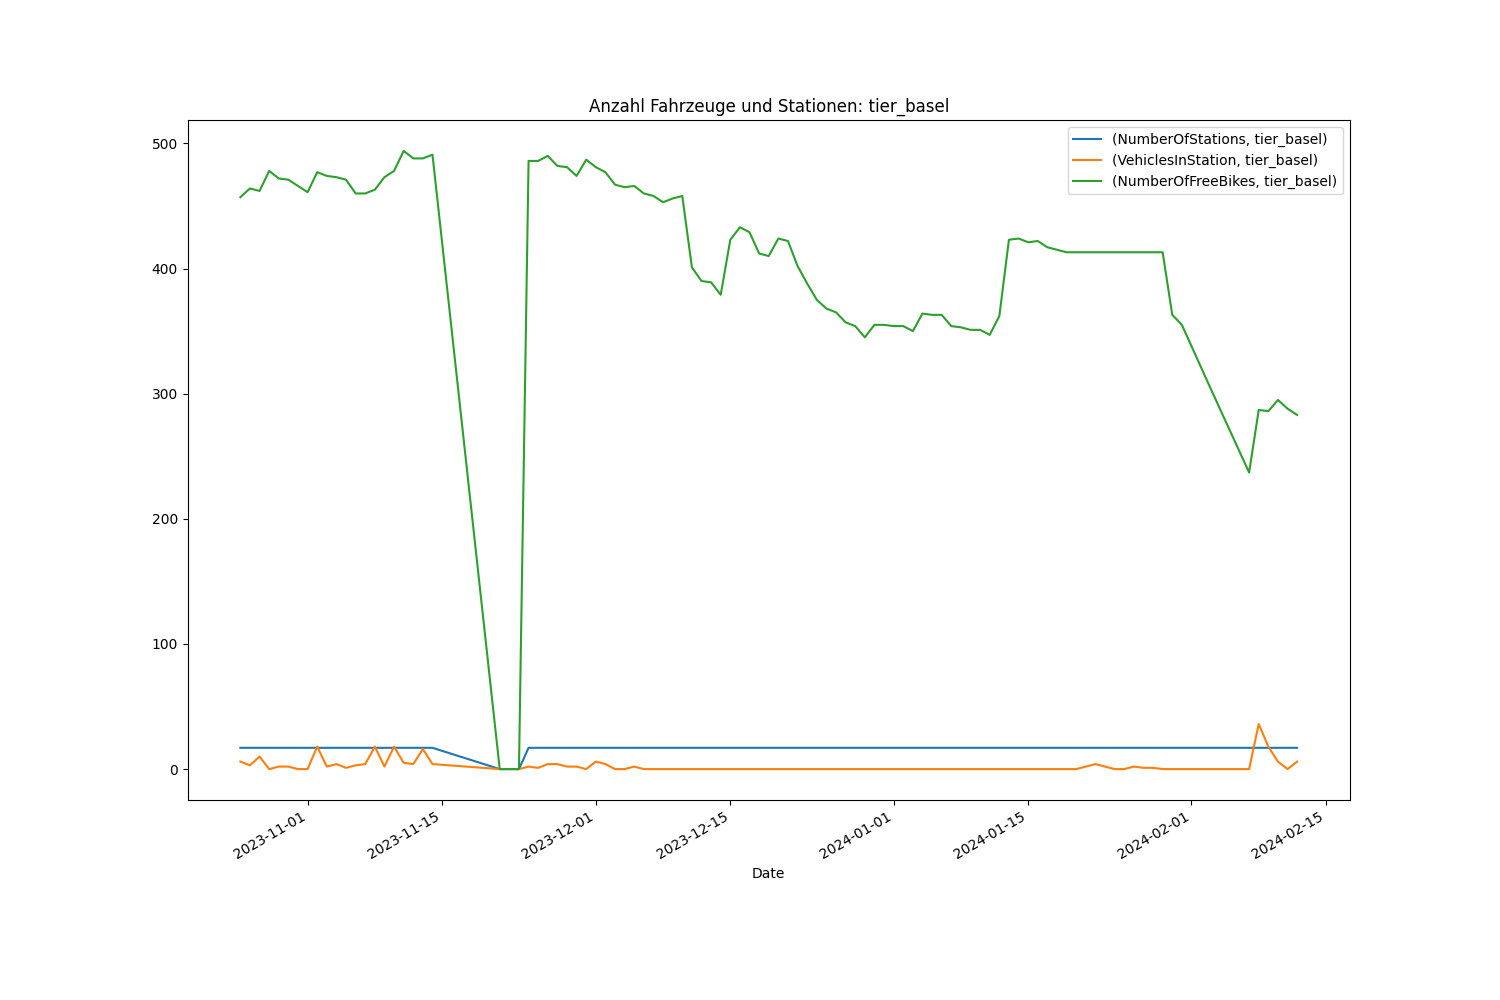 Anzahl Fahrzeuge und Stationen: tier_basel
(NumberOfStations, tier_basel)
(VehiclesInStation, tier_basel)
(NumberOfFreeBikes, tier_basel)
500
400
300
200
100
0
2023-11-01
2023-11-15
2023-12-01
2023-12-15
2024-01-01
2024-01-15
2024-02-01
2024-02-15
Date